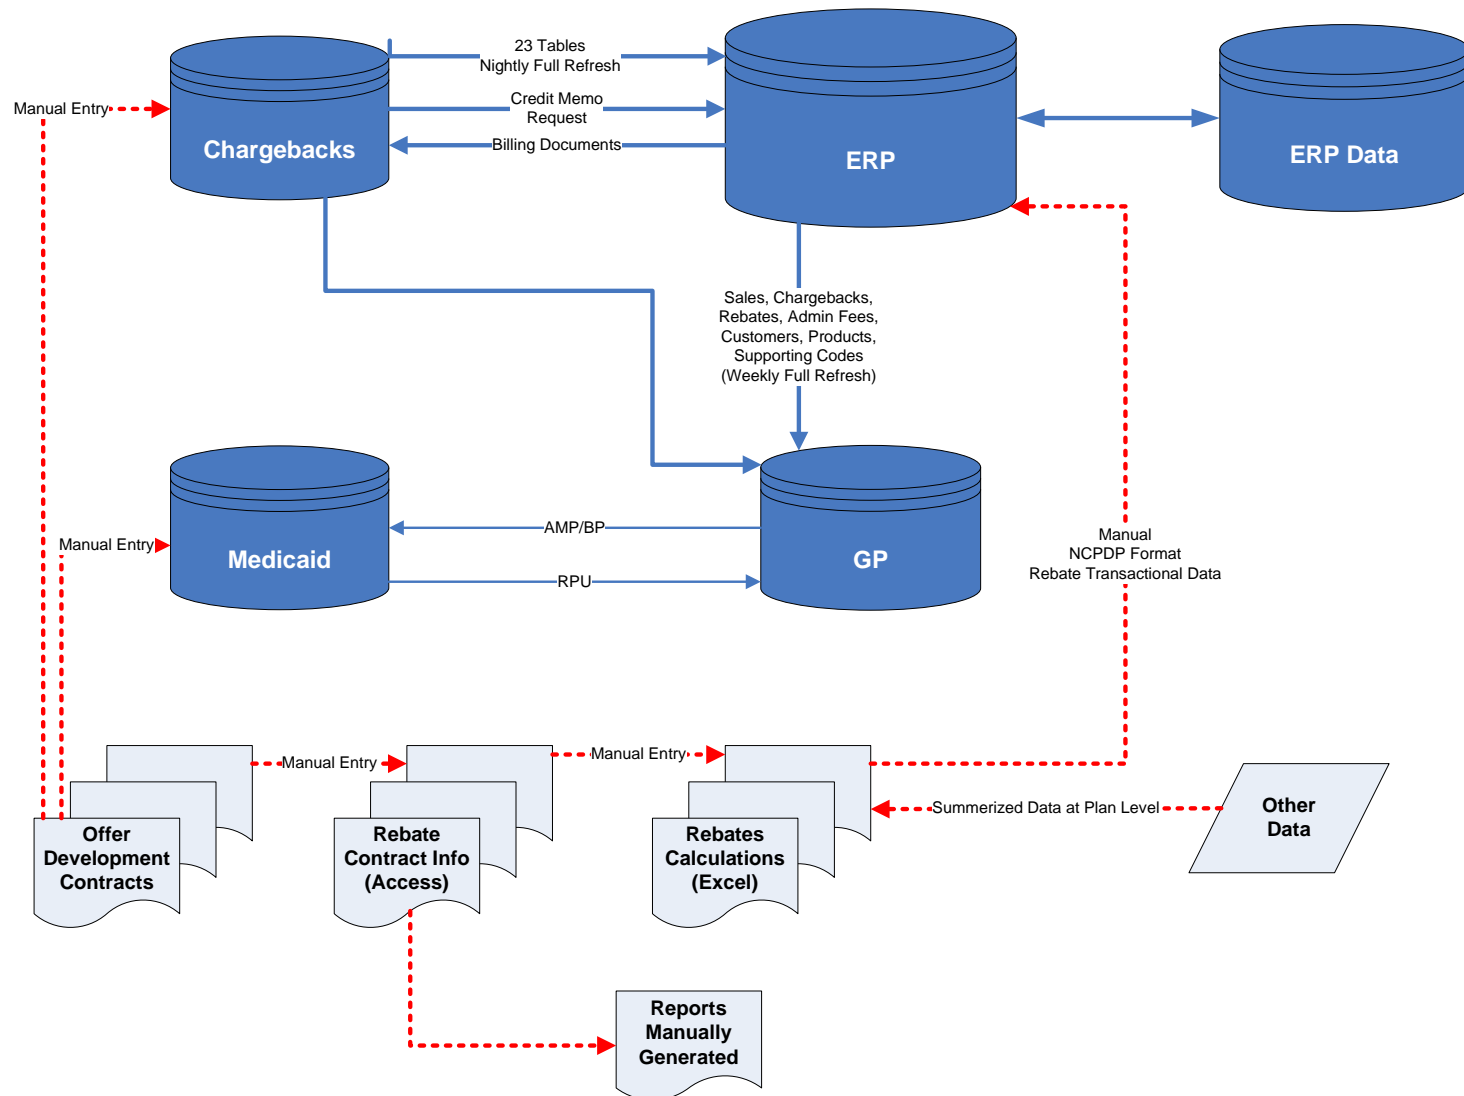 23 Tables
Nightly Full Refresh
Manual Entry
Credit Memo
Request
Billing Documents
Chargebacks
ERP
ERP Data
Sales, Chargebacks,
Rebates, Admin Fees,
Customers, Products,
Supporting Codes
(Weekly Full Refresh)
Manual Entry
Medicaid
AMP/BP
RPU
GP
Manual
NCPDP Format
Rebate Transactional Data
Manual Entry
Manual Entry
Summerized Data at Plan Level
Offer
Development
Contracts
Rebate
Contract Info
(Access)
Rebates
Calculations
(Excel)
Other
Data
Reports
Manually
Generated